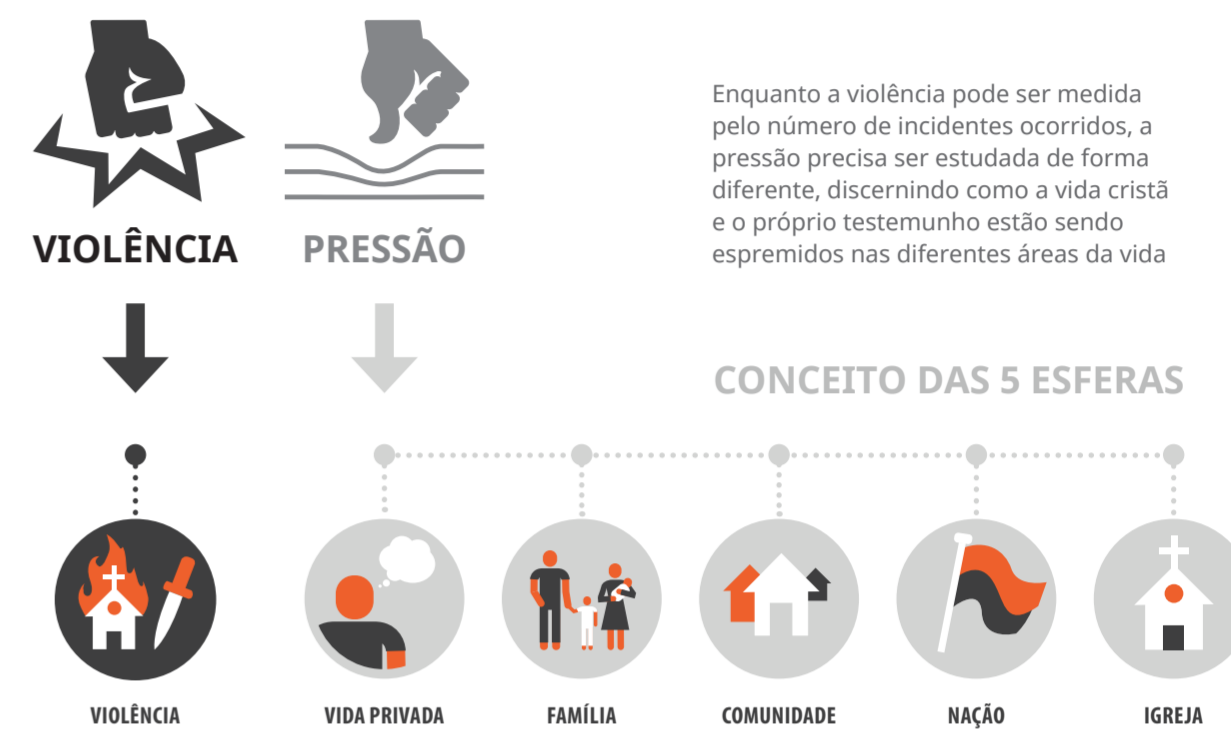 VIOLÊNCIA
PRESSÃO
Enquanto a violência pode ser medida
pelo número de incidentes ocorridos, a
pressão precisa ser estudada de forma
diferente, discernindo como a vida cristã
e o próprio testemunho estão sendo
espremidos nas diferentes áreas da vida
CONCEITO DAS 5 ESFERAS
VIOLÊNCIA
VIDA PRIVADA
FAMÍLIA
COMUNIDADE
NAÇÃO
IGREJA